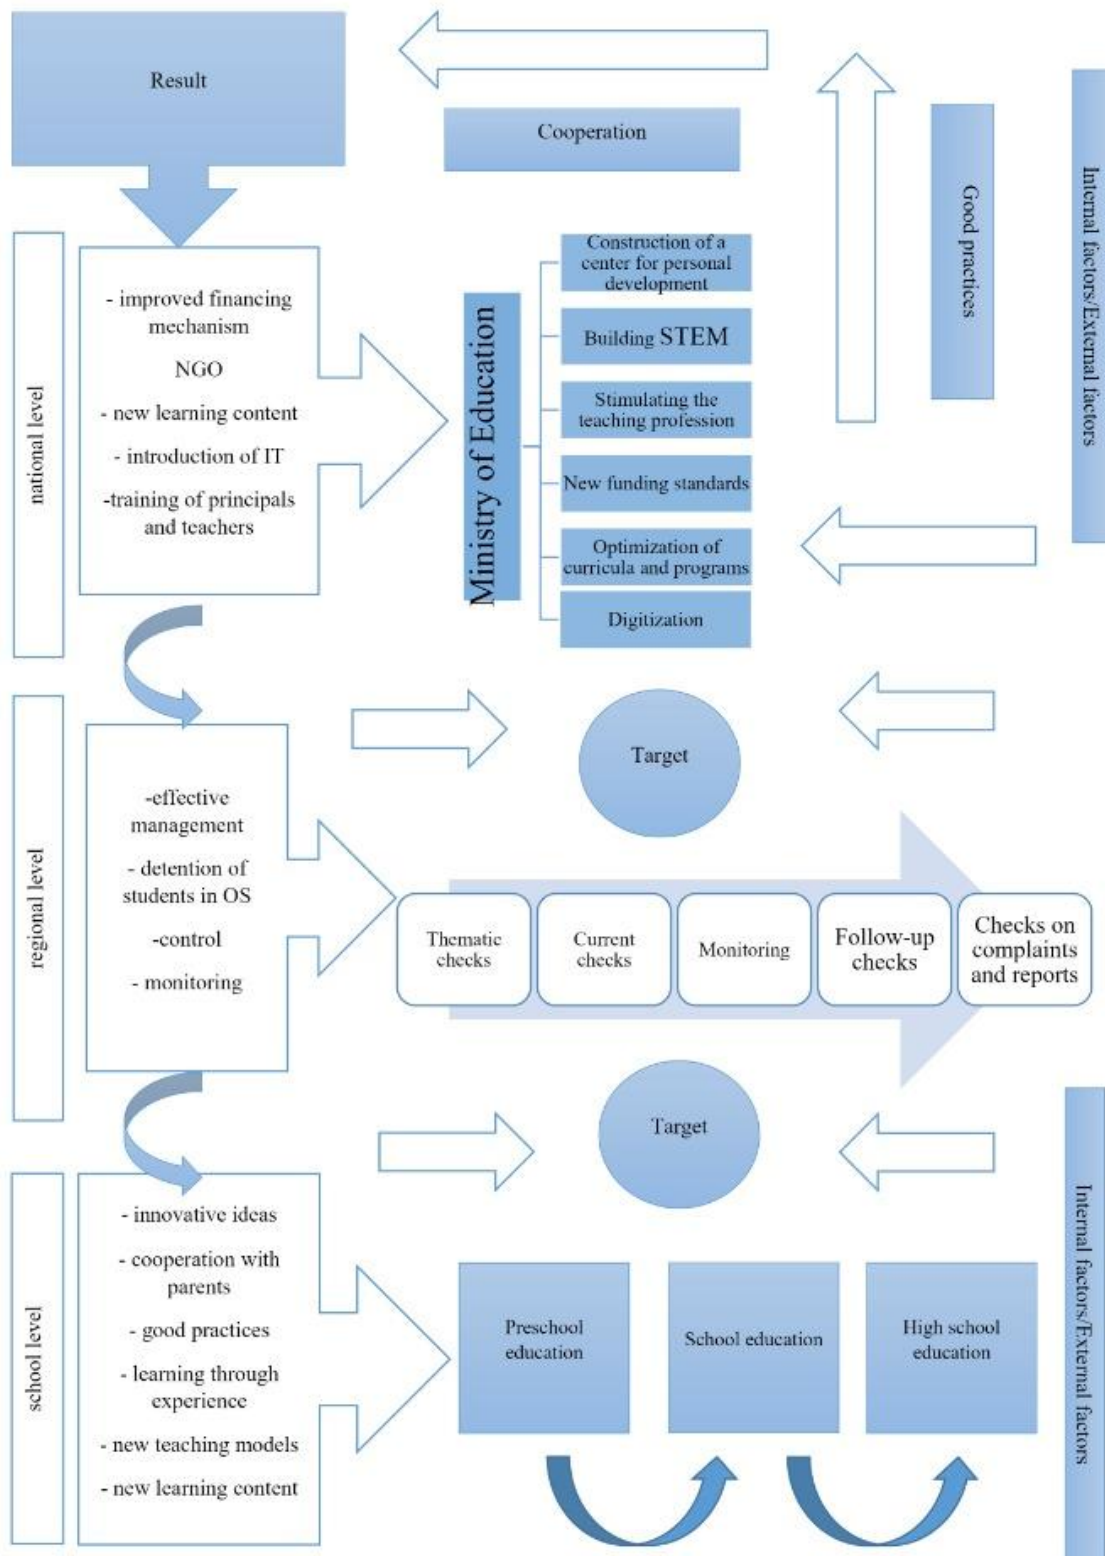 Result
Cooperation
Good practices
Internal factors/External factors
national level
- improved financing
mechanism
NGO
- new learning content
- introduction of IT
-training of principals
and teachers
Ministry of Education
Construction of a
center for personal
development
Building STEM
Stimulating the
teaching profession
New funding standards
Optimization of
curricula and programs
Digitization
regional level
-effective
management
- detention of
students in OS
-control
- monitoring
Target
Thematic
checks
Current
checks
Monitoring
Follow-up
checks
Checks on
complaints
and reports
Target
school level
- innovative ideas
- cooperation with
parents
- good practices
- learning through
experience
- new teaching models
- new learning content
Preschool
education
School education
High school
education
Internal factors/External factors